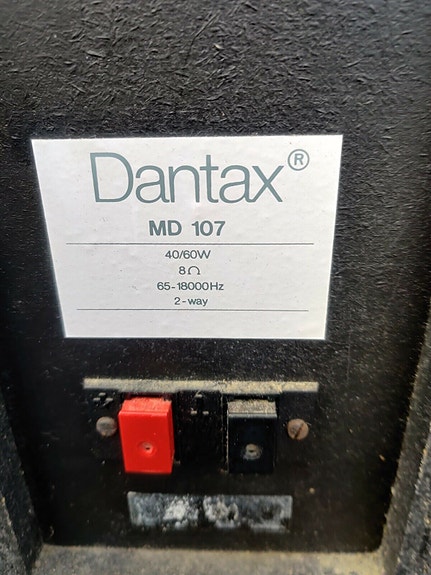 Dantax®
MD 107
40/60W
8Ω
65-18000Hz
2-way